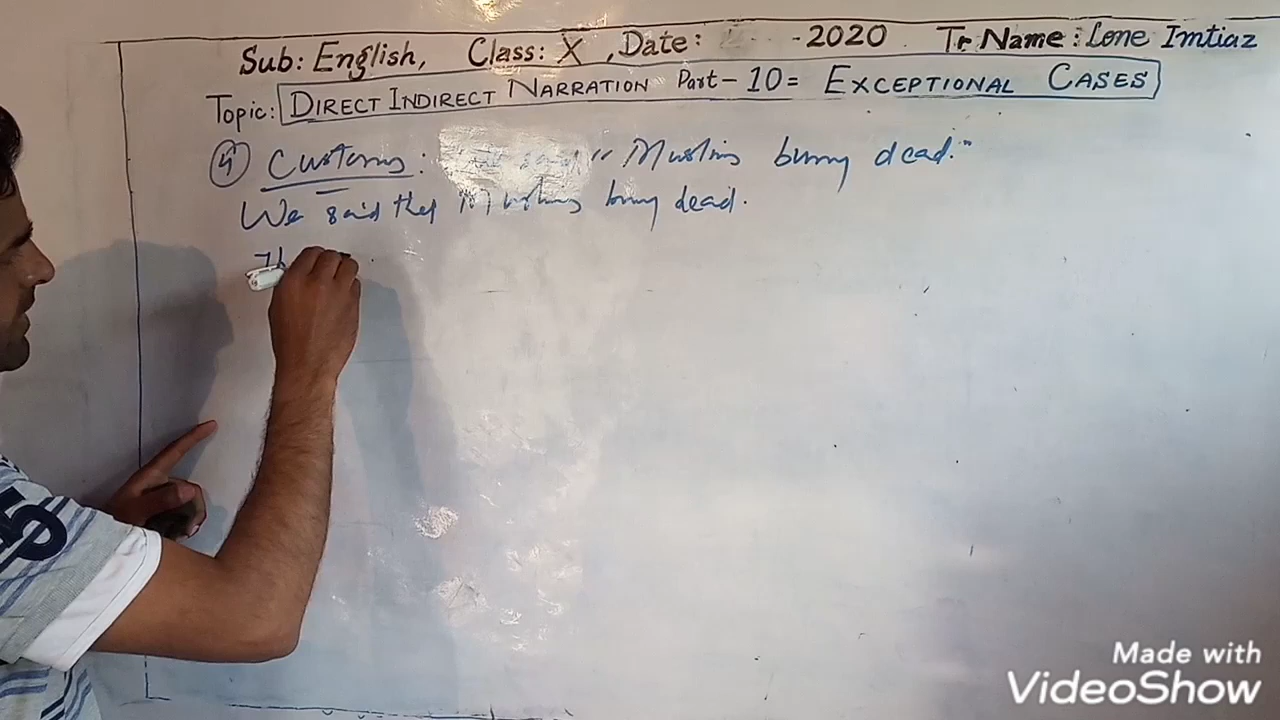 Sub: English, Class: X, Date: -2020 Tr Name: Lone Imtiaz
Topic: DIRECT INDIRECT NARRATION Part-10= EXCEPTIONAL CASES
4 Customs: " Muslims bury dead."
We said that Muslims bury dead.
Th
Made with
VideoShow